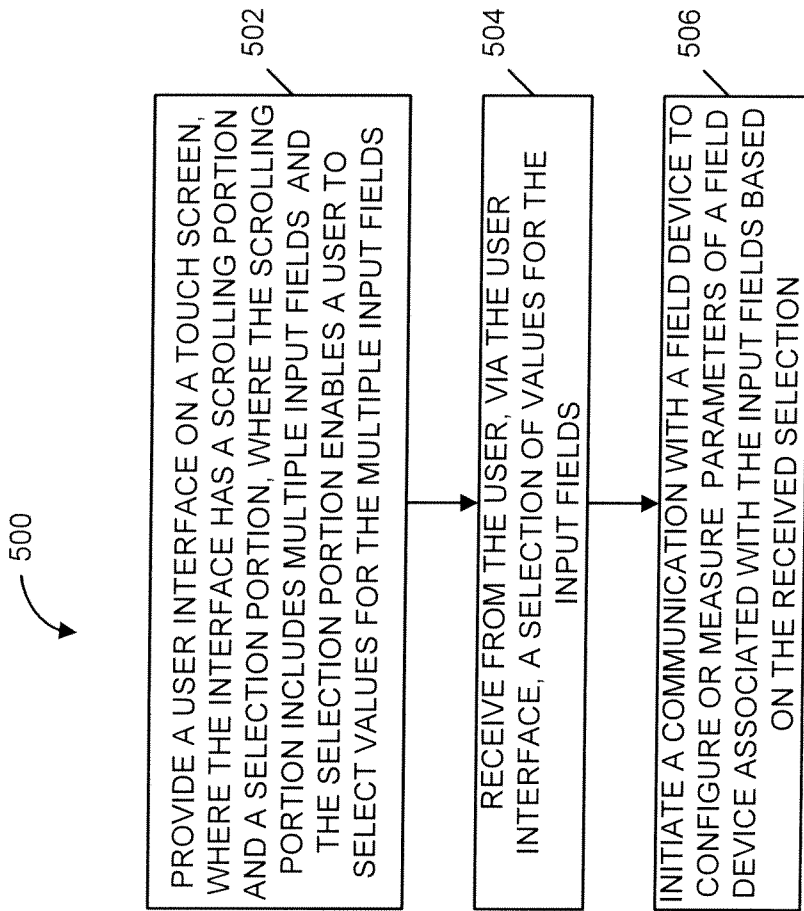 500
502
PROVIDE A USER INTERFACE ON A TOUCH SCREEN,
WHERE THE INTERFACE HAS A SCROLLING PORTION
AND A SELECTION PORTION, WHERE THE SCROLLING
PORTION INCLUDES MULTIPLE INPUT FIELDS AND
THE SELECTION PORTION ENABLES A USER TO
SELECT VALUES FOR THE MULTIPLE INPUT FIELDS
504
RECEIVE FROM THE USER, VIA THE USER
INTERFACE, A SELECTION OF VALUES FOR THE
INPUT FIELDS
506
INITIATE A COMMUNICATION WITH A FIELD DEVICE TO
CONFIGURE OR MEASURE PARAMETERS OF A FIELD
DEVICE ASSOCIATED WITH THE INPUT FIELDS BASED
ON THE RECEIVED SELECTION